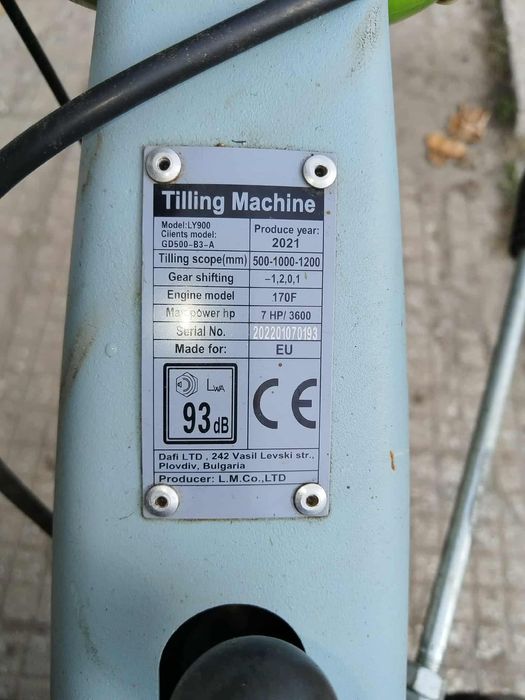 Tilling Machine
Model:LY900
Clients model:
GD500-B3-A
Produce year:
2021
Tilling scope(mm) 500-1000-1200
Gear shifting -1,2,0,1
Engine model 170F
Max power hp 7 HP/ 3600
Serial No. 202201070193
Made for: EU
LWA
93 dB
CE
Dafi LTD , 242 Vasil Levski str.,
Plovdiv, Bulgaria
Producer: L.M.Co.,LTD